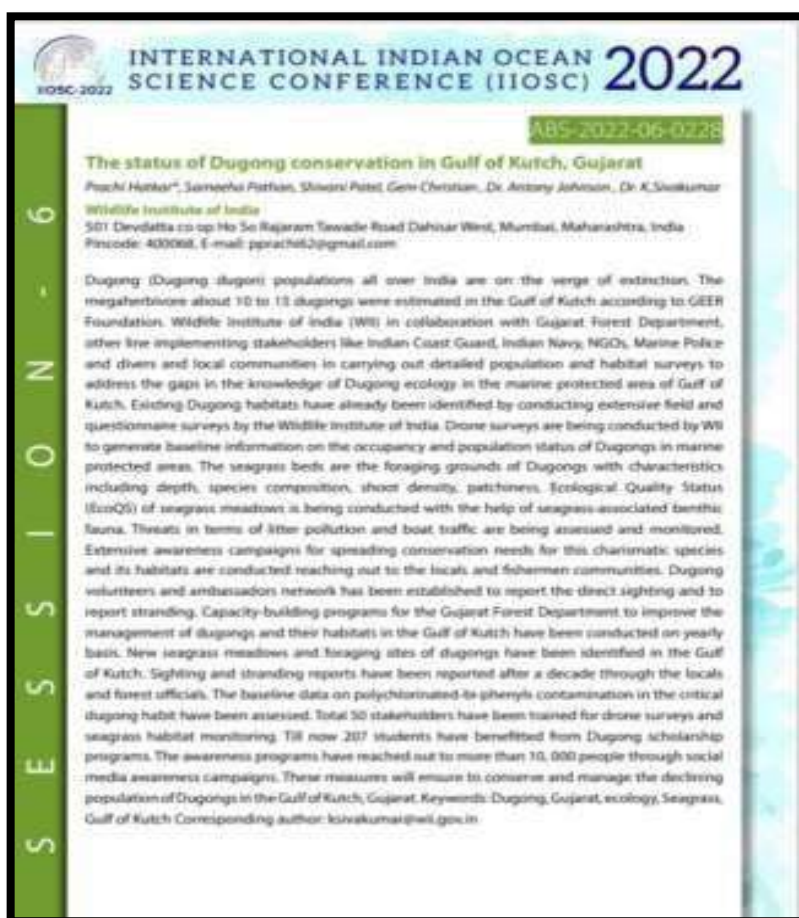 IIOSC-2022
INTERNATIONAL INDIAN OCEAN
SCIENCE CONFERENCE (IIOSC) 2022
ABS-2022-06-0228
The status of Dugong conservation in Gulf of Kutch, Gujarat
Prachi Hatkar*, Sameeha Pathan, Shivani Patel, Gem Christian, Dr. Antony Johnson, Dr. K.Sivakumar
Wildlife Institute of India
501 Devdatta co op Ho So Rajaram Tawade Road Dahisar West, Mumbai, Maharashtra, India
Pincode: 400068, E-mail: pprachi62@gmail.com
Dugong (Dugong dugon) populations all over India are on the verge of extinction. The
megaherbivore about 10 to 15 dugongs were estimated in the Gulf of Kutch according to GEER
Foundation. Wildlife Institute of India (WII) in collaboration with Gujarat Forest Department,
other line implementing stakeholders like Indian Coast Guard, Indian Navy, NGOs, Marine Police
and divers and local communities in carrying out detailed population and habitat surveys to
address the gaps in the knowledge of Dugong ecology in the marine protected area of Gulf of
Kutch. Existing Dugong habitats have already been identified by conducting extensive field and
questionnaire surveys by the Wildlife Institute of India. Drone surveys are being conducted by WII
to generate baseline information on the occupancy and population status of Dugongs in marine
protected areas. The seagrass beds are the foraging grounds of Dugongs with characteristics
including depth, species composition, shoot density, patchiness. Ecological Quality Status
(EcoQS) of seagrass meadows is being conducted with the help of seagrass-associated benthic
fauna. Threats in terms of litter pollution and boat traffic are being assessed and monitored.
Extensive awareness campaigns for spreading conservation needs for this charismatic species
and its habitats are conducted reaching out to the locals and fishermen communities. Dugong
volunteers and ambassadors network has been established to report the direct sighting and to
report stranding. Capacity-building programs for the Gujarat Forest Department to improve the
management of dugongs and their habitats in the Gulf of Kutch have been conducted on yearly
basis. New seagrass meadows and foraging sites of dugongs have been identified in the Gulf
of Kutch. Sighting and stranding reports have been reported after a decade through the locals
and forest officials. The baseline data on polychlorinated-bi-phenyls contamination in the critical
dugong habit have been assessed. Total 50 stakeholders have been trained for drone surveys and
seagrass habitat monitoring. Till now 207 students have benefitted from Dugong scholarship
programs. The awareness programs have reached out to more than 10, 000 people through social
media awareness campaigns. These measures will ensure to conserve and manage the declining
population of Dugongs in the Gulf of Kutch, Gujarat. Keywords: Dugong, Gujarat, ecology, Seagrass,
Gulf of Kutch Corresponding author: ksivakumar@wii.gov.in
SESSION - 6